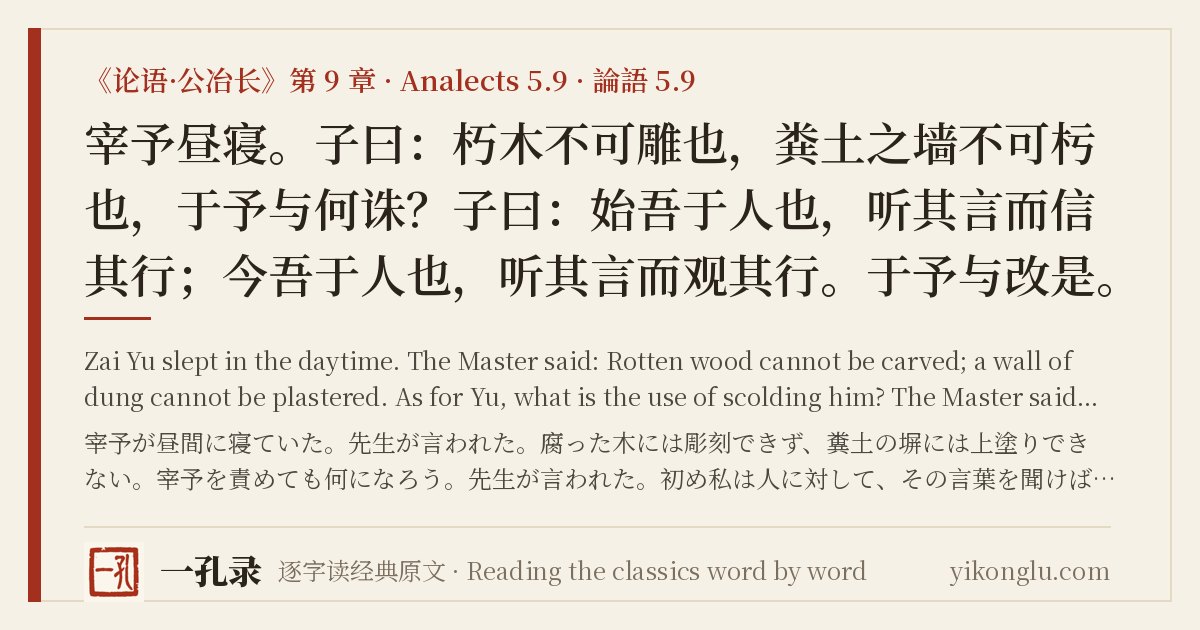 《论语·公冶长》第 9 章 · Analects 5.9 · 論語 5.9
宰予昼寝。子曰：朽木不可雕也，粪土之墙不可杇
也，于予与何诛？子曰：始吾于人也，听其言而信
其行；今吾于人也，听其言而观其行。于予与改是。
Zai Yu slept in the daytime. The Master said: Rotten wood cannot be carved; a wall of
dung cannot be plastered. As for Yu, what is the use of scolding him? The Master said…
宰予が昼間に寝ていた。先生が言われた。腐った木には彫刻できず、糞土の塀には上塗りでき
ない。宰予を責めても何になろう。先生が言われた。初め私は人に対して、その言葉を聞けば…
一孔
一孔录 逐字读经典原文 · Reading the classics word by word yikonglu.com